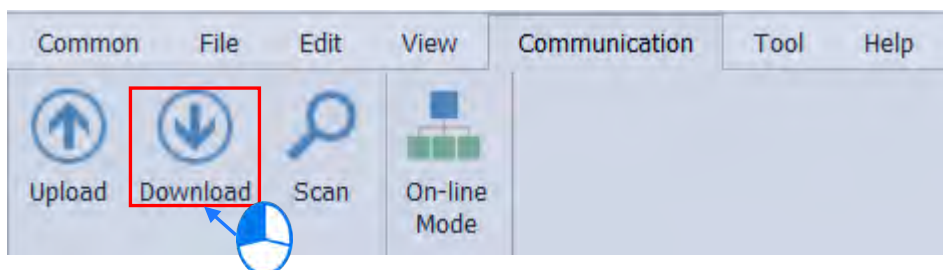 Common File Edit View Communication Tool Help
Upload Download Scan On-line
Mode